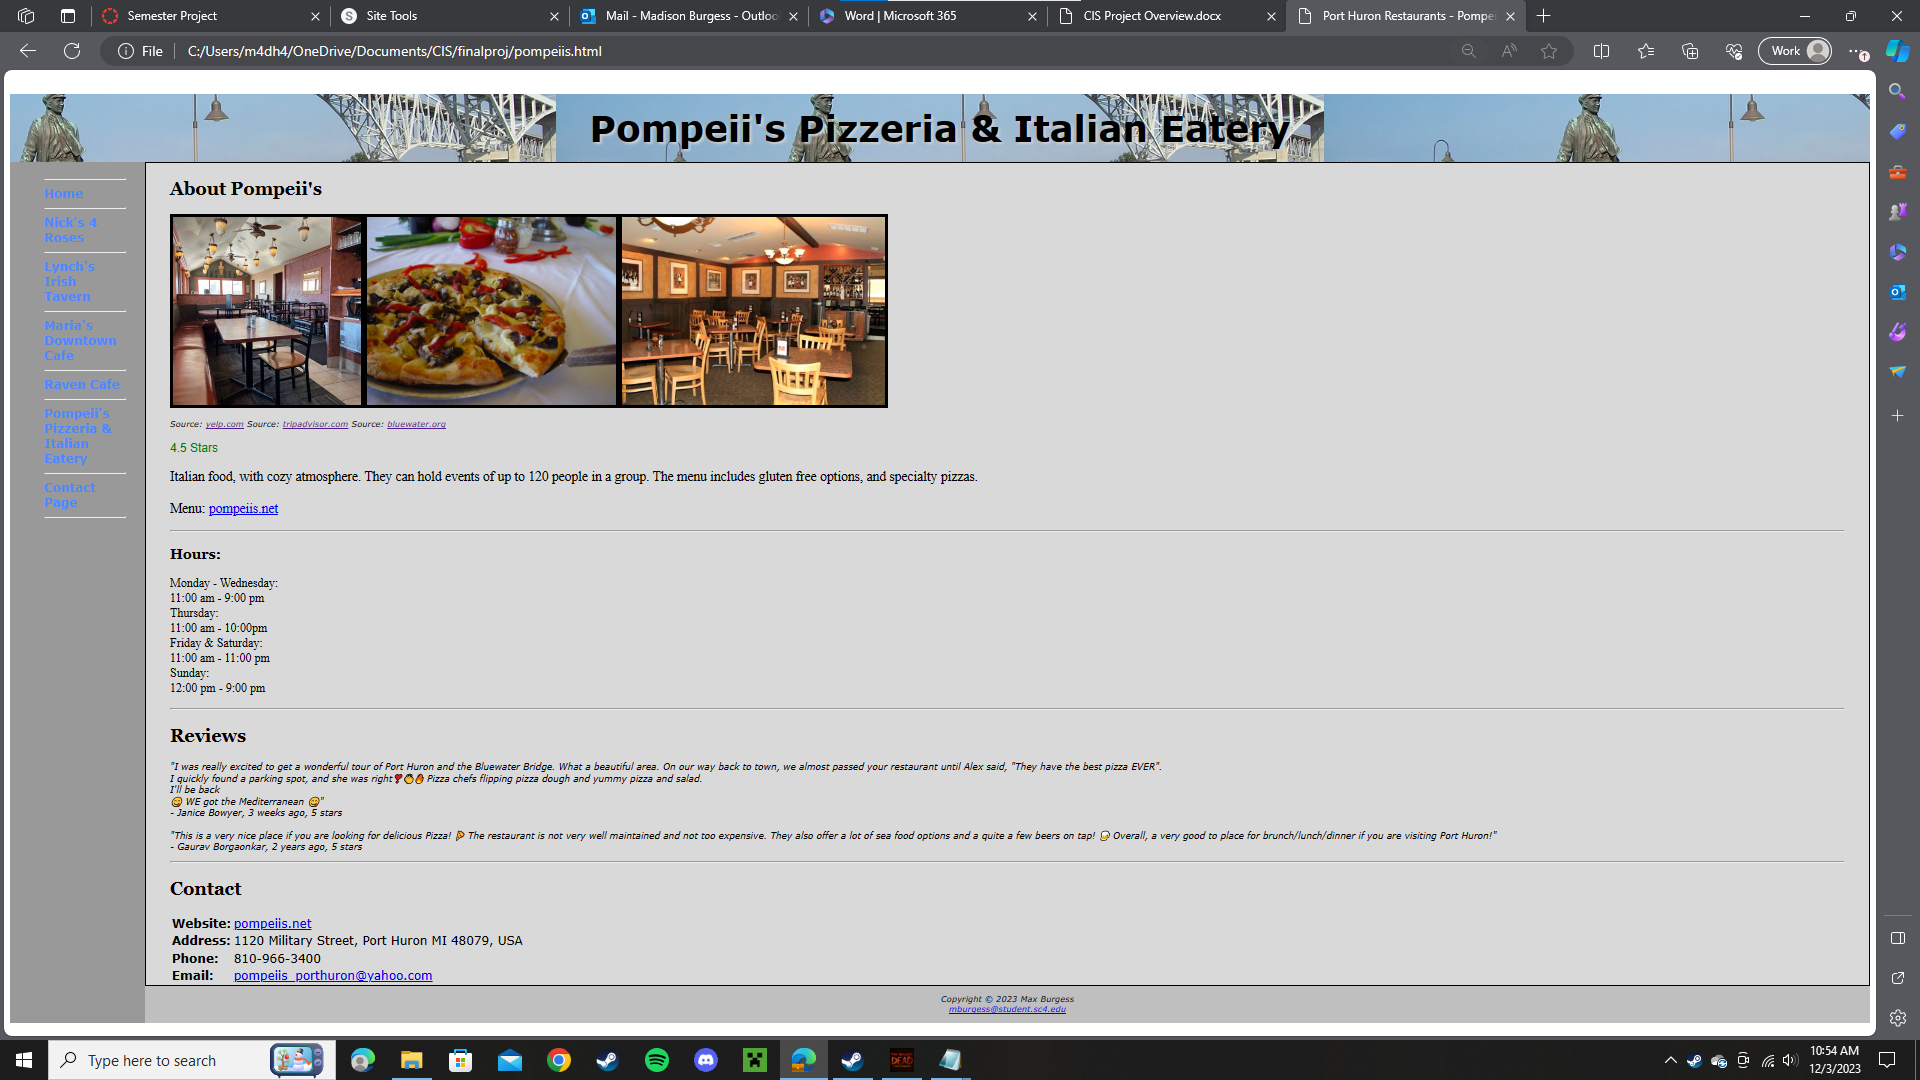 Semester Project
Site Tools
Mail - Madison Burgess - Outloo
Word | Microsoft 365
CIS Project Overview.docx
Port Huron Restaurants - Pompei
File
C:/Users/m4dh4/OneDrive/Documents/CIS/finalproj/pompeiis.html
Work
Pompeii's Pizzeria & Italian Eatery
Home
Nick's 4
Roses
Lynch's
Irish
Tavern
Maria's
Downtown
Cafe
Raven Cafe
Pompeii's
Pizzeria &
Italian
Eatery
Contact
Page
About Pompeii's
Source: yelp.com Source: tripadvisor.com Source: bluewater.org
4.5 Stars
Italian food, with cozy atmosphere. They can hold events of up to 120 people in a group. The menu includes gluten free options, and specialty pizzas.
Menu: pompeiis.net
Hours:
Monday - Wednesday:
11:00 am - 9:00 pm
Thursday:
11:00 am - 10:00pm
Friday & Saturday:
11:00 am - 11:00 pm
Sunday:
12:00 pm - 9:00 pm
Reviews
"I was really excited to get a wonderful tour of Port Huron and the Bluewater Bridge. What a beautiful area. On our way back to town, we almost passed your restaurant until Alex said, "They have the best pizza EVER".
I quickly found a parking spot, and she was right Pizza chefs flipping pizza dough and yummy pizza and salad.
I'll be back
😋 WE got the Mediterranean 😋"
- Janice Bowyer, 3 weeks ago, 5 stars
"This is a very nice place if you are looking for delicious Pizza! 🍕 The restaurant is not very well maintained and not too expensive. They also offer a lot of sea food options and a quite a few beers on tap! 🍺 Overall, a very good to place for brunch/lunch/dinner if you are visiting Port Huron!"
- Gaurav Borgaonkar, 2 years ago, 5 stars
Contact
Website: pompeiis.net
Address: 1120 Military Street, Port Huron MI 48079, USA
Phone: 810-966-3400
Email: pompeiis_porthuron@yahoo.com
Copyright © 2023 Max Burgess
mburgess@student.sc4.edu
Type here to search
10:54 AM
12/3/2023